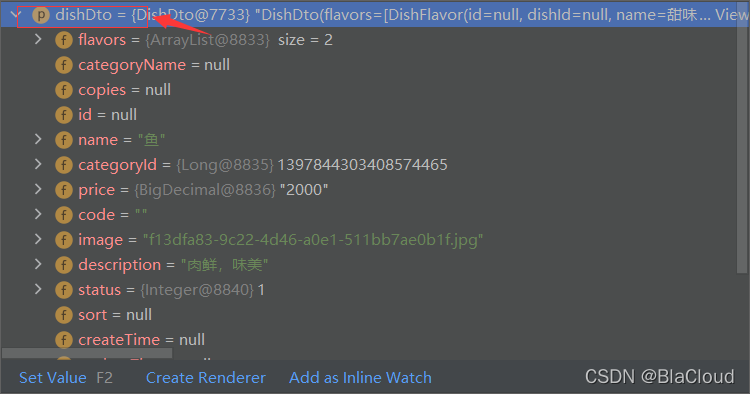 p dishDto = {DishDto@7733} "DishDto(flavors=[DishFlavor(id=null, dishId=null, name=甜味... View
f flavors = {ArrayList@8833} size = 2
f categoryName = null
f copies = null
f id = null
f name = "鱼"
f categoryId = {Long@8835} 1397844303408574465
f price = {BigDecimal@8836} "2000"
f code = ""
f image = "f13dfa83-9c22-4d46-a0e1-511bb7ae0b1f.jpg"
f description = "肉鲜，味美"
f status = {Integer@8840} 1
f sort = null
f createTime = null
Set Value F2 Create Renderer Add as Inline Watch
CSDN @BlaCloud